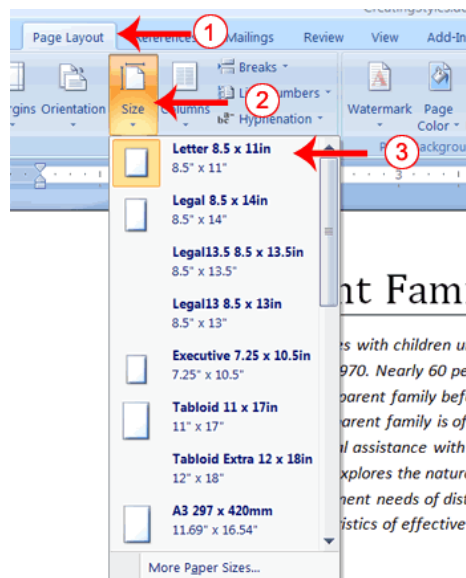 Page Layout References Mailings Review View Add-In
1
Breaks
Orientation Size Columns Line Numbers Watermark Page
Hyphenation Color
2
3
Letter 8.5 x 11in
8.5" x 11"
Legal 8.5 x 14in
8.5" x 14"
Legal13.5 8.5 x 13.5in
8.5" x 13.5"
Legal13 8.5 x 13in
8.5" x 13"
Executive 7.25 x 10.5in
7.25" x 10.5"
Tabloid 11 x 17in
11" x 17"
Tabloid Extra 12 x 18in
12" x 18"
A3 297 x 420mm
11.69" x 16.54"
More Paper Sizes...
3
nt Fami
s with children u
970. Nearly 60 pe
parent family befo
arent family is of
l assistance with
xplores the natur
ment needs of dist
istics of effective